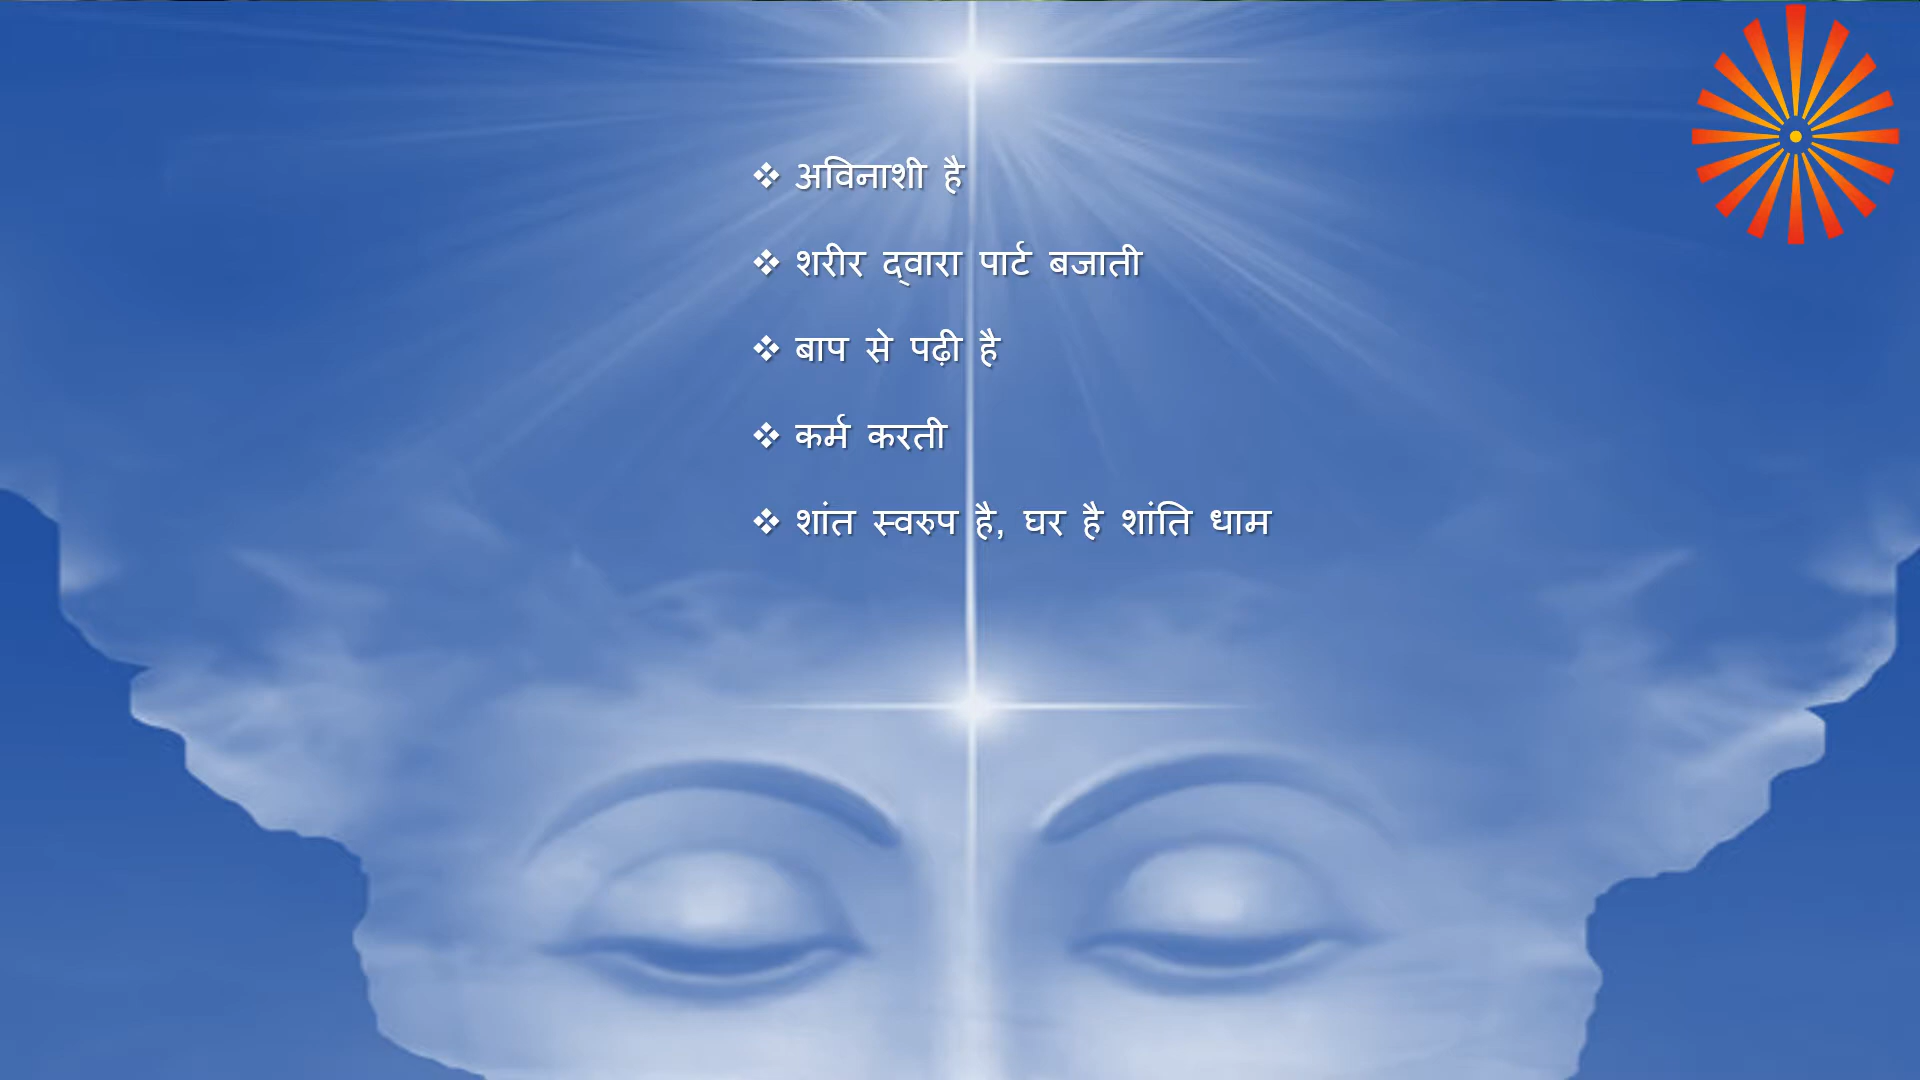 ❖ अविनाशी है
❖ शरीर द्वारा पार्ट बजाती
❖ बाप से पढ़ी है
❖ कर्म करती
❖ शांत स्वरुप है, घर है शांति धाम